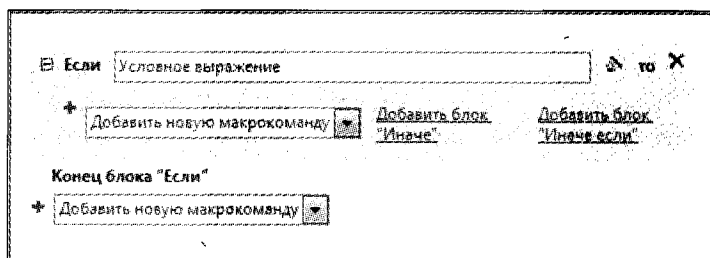 Если Условное выражение то
Добавить новую макрокоманду Добавить блок Добавить блок
"Иначе" "Иначе если"
Конец блока "Если"
Добавить новую макрокоманду